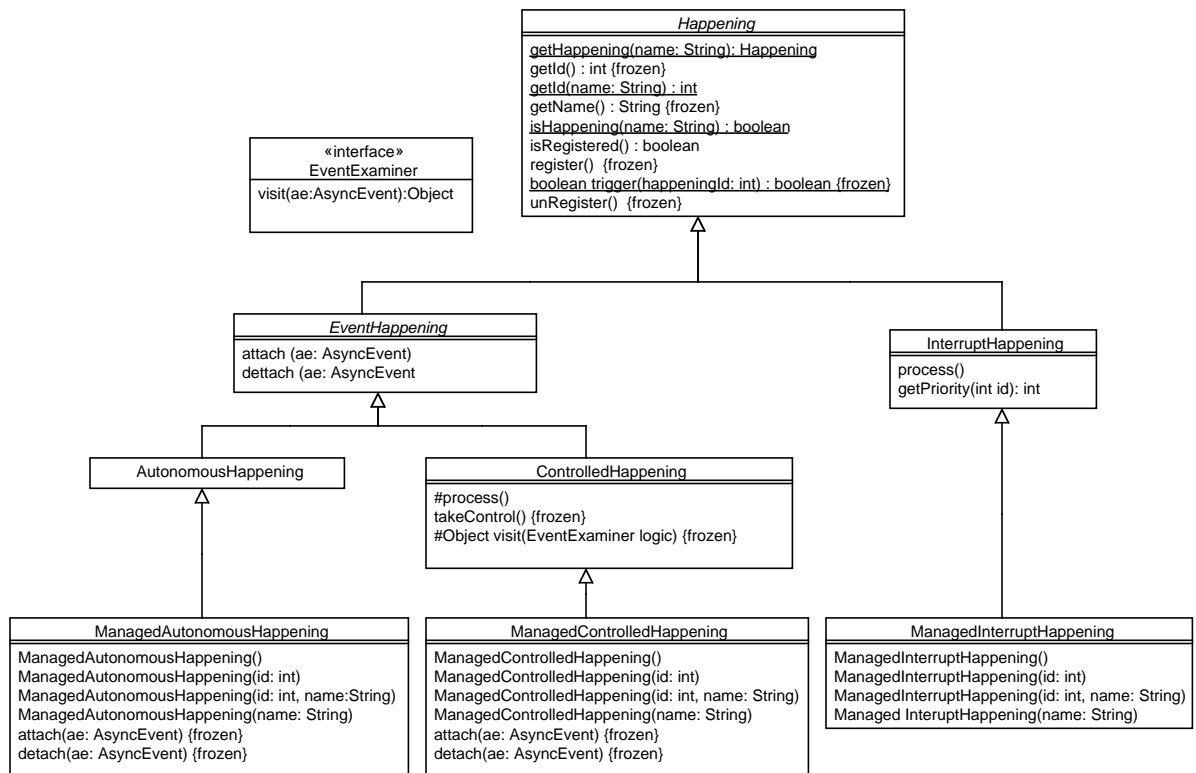 Happening
getHappening(name: String): Happening
getId() : int {frozen}
getId(name: String) : int
getName() : String {frozen}
isHappening(name: String) : boolean
isRegistered() : boolean
register() {frozen}
boolean trigger(happeningId: int) : boolean {frozen}
unRegister() {frozen}
«interface»
EventExaminer
visit(ae:AsyncEvent):Object
EventHappening
attach (ae: AsyncEvent)
dettach (ae: AsyncEvent
InterruptHappening
process()
getPriority(int id): int
AutonomousHappening
ControlledHappening
#process()
takeControl() {frozen}
#Object visit(EventExaminer logic) {frozen}
ManagedAutonomousHappening
ManagedAutonomousHappening()
ManagedAutonomousHappening(id: int)
ManagedAutonomousHappening(id: int, name:String)
ManagedAutonomousHappening(name: String)
attach(ae: AsyncEvent) {frozen}
detach(ae: AsyncEvent) {frozen}
ManagedControlledHappening
ManagedControlledHappening()
ManagedControlledHappening(id: int)
ManagedControlledHappening(id: int, name: String)
ManagedControlledHappening(name: String)
attach(ae: AsyncEvent) {frozen}
detach(ae: AsyncEvent) {frozen}
ManagedInterruptHappening
ManagedInterruptHappening()
ManagedInterruptHappening(id: int)
ManagedInterruptHappening(id: int, name: String)
Managed InteruptHappening(name: String)